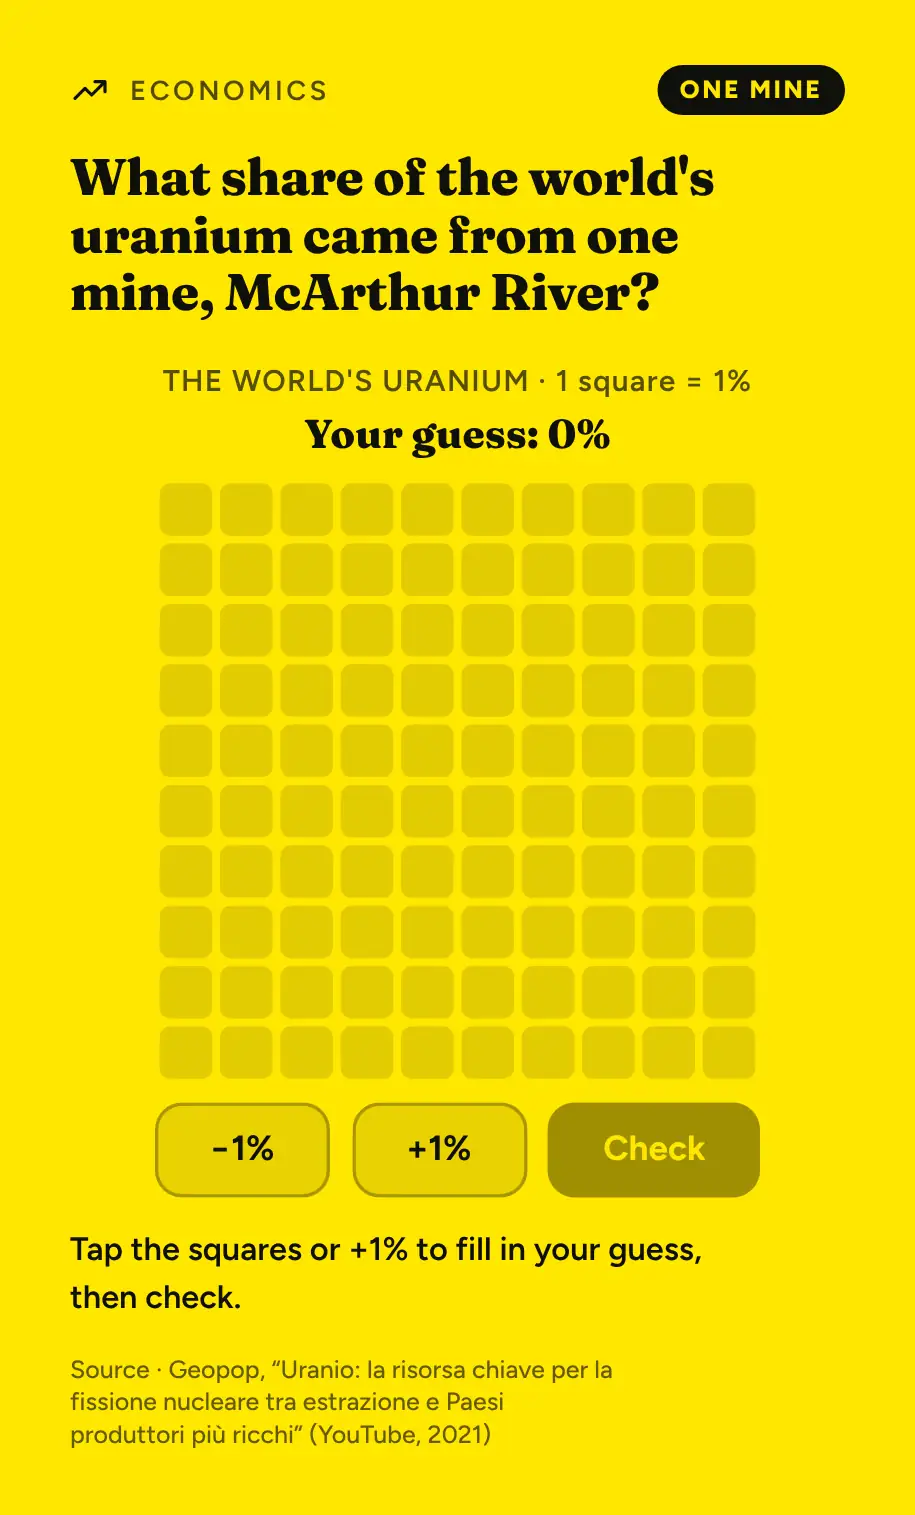 ECONOMICS
ONE MINE
What share of the world's
uranium came from one
mine, McArthur River?
THE WORLD'S URANIUM · 1 square = 1%
Your guess: 0%
−1%
+1%
Check
Tap the squares or +1% to fill in your guess,
then check.
Source · Geopop, “Uranio: la risorsa chiave per la
fissione nucleare tra estrazione e Paesi
produttori più ricchi” (YouTube, 2021)